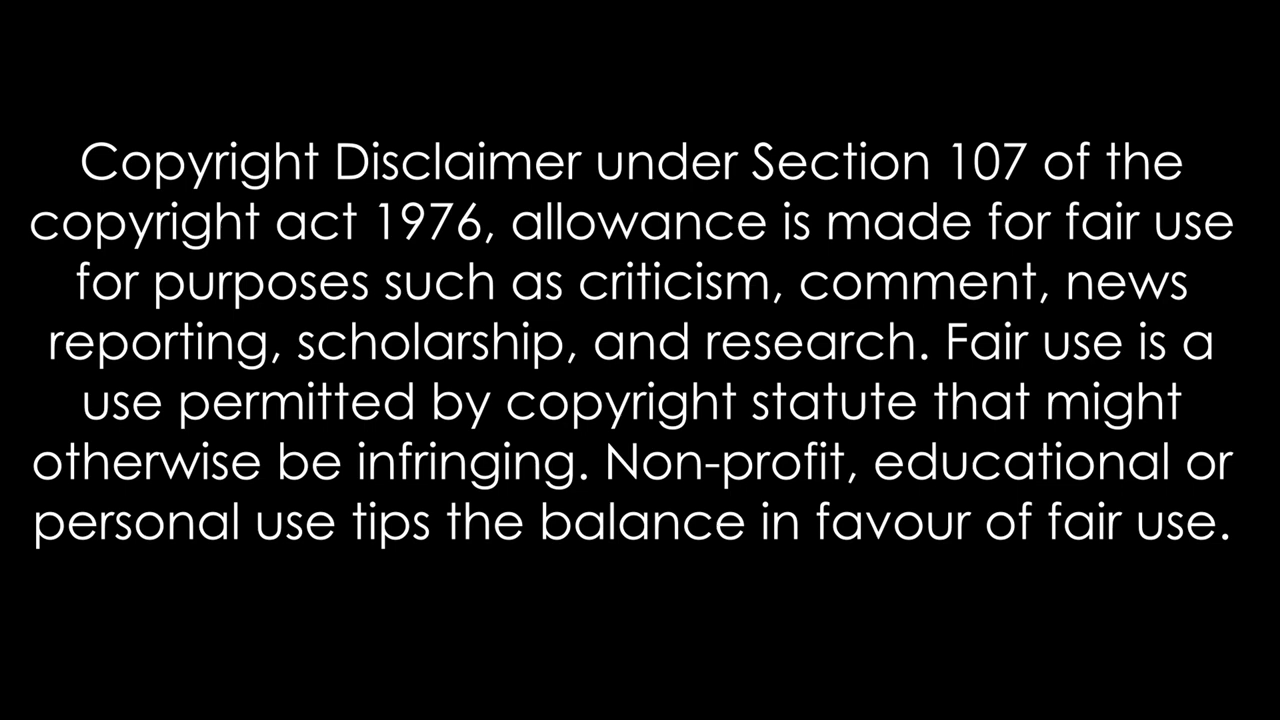 Copyright Disclaimer under Section 107 of the
copyright act 1976, allowance is made for fair use
for purposes such as criticism, comment, news
reporting, scholarship, and research. Fair use is a
use permitted by copyright statute that might
otherwise be infringing. Non-profit, educational or
personal use tips the balance in favour of fair use.